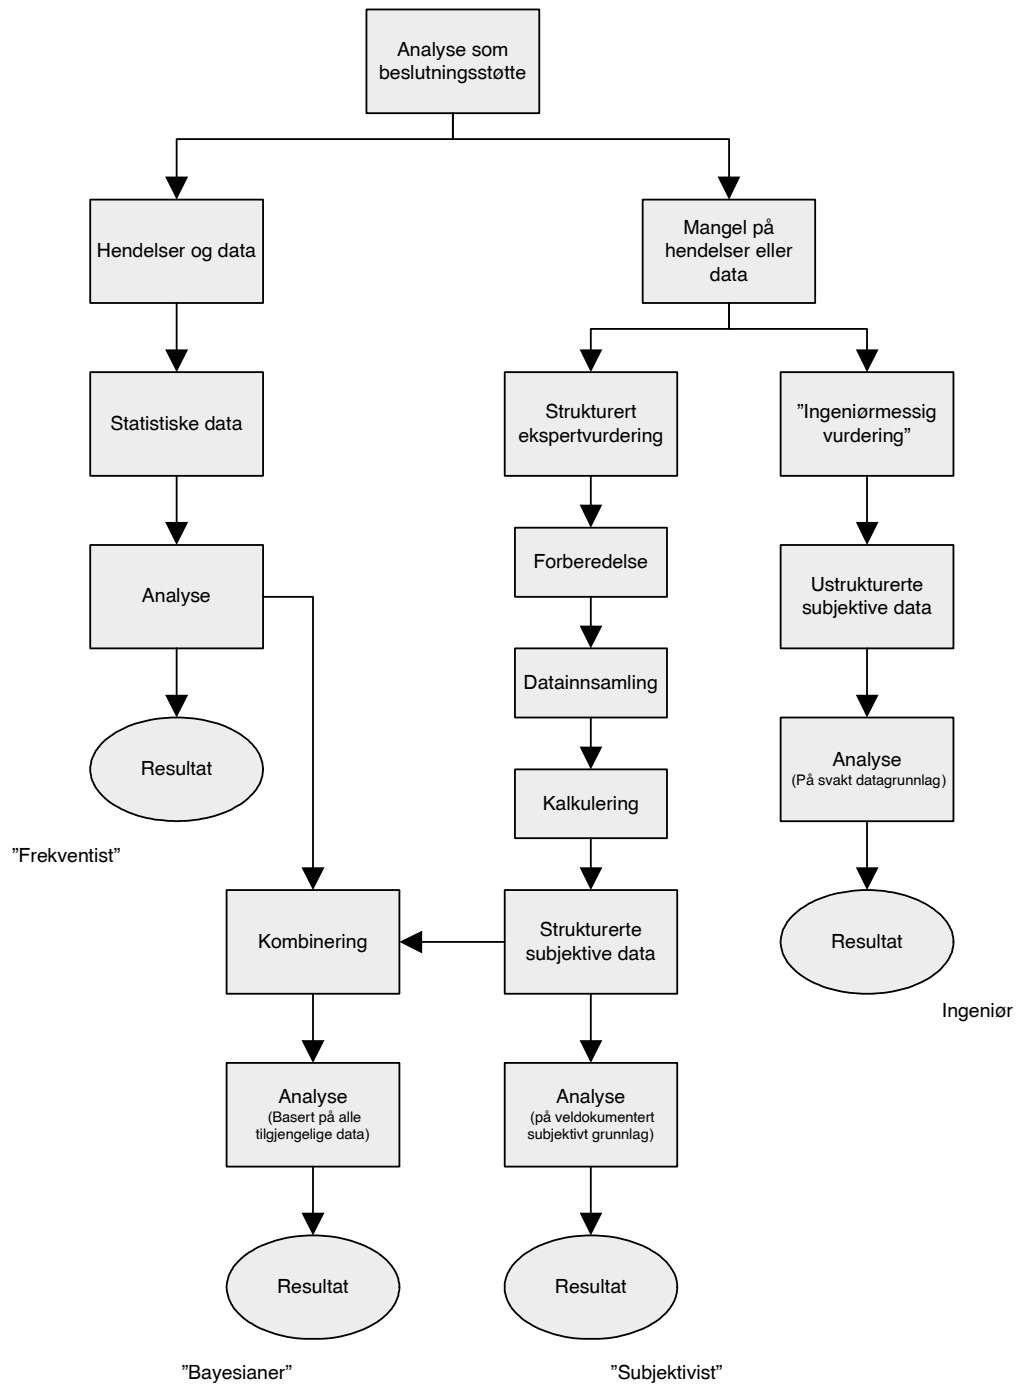 Analyse som
beslutningsstøtte
Hendelser og data
Mangel på
hendelser eller
data
Statistiske data
Strukturert
ekspertvurdering
”Ingeniørmessig
vurdering”
Forberedelse
Analyse
Ustrukturerte
subjektive data
Datainnsamling
Resultat
Analyse
(På svakt datagrunnlag)
Kalkulering
”Frekventist”
Kombinering
Strukturerte
subjektive data
Resultat
Ingeniør
Analyse
(Basert på alle
tilgjengelige data)
Analyse
(på veldokumentert
subjektivt grunnlag)
Resultat
Resultat
”Bayesianer”
”Subjektivist”